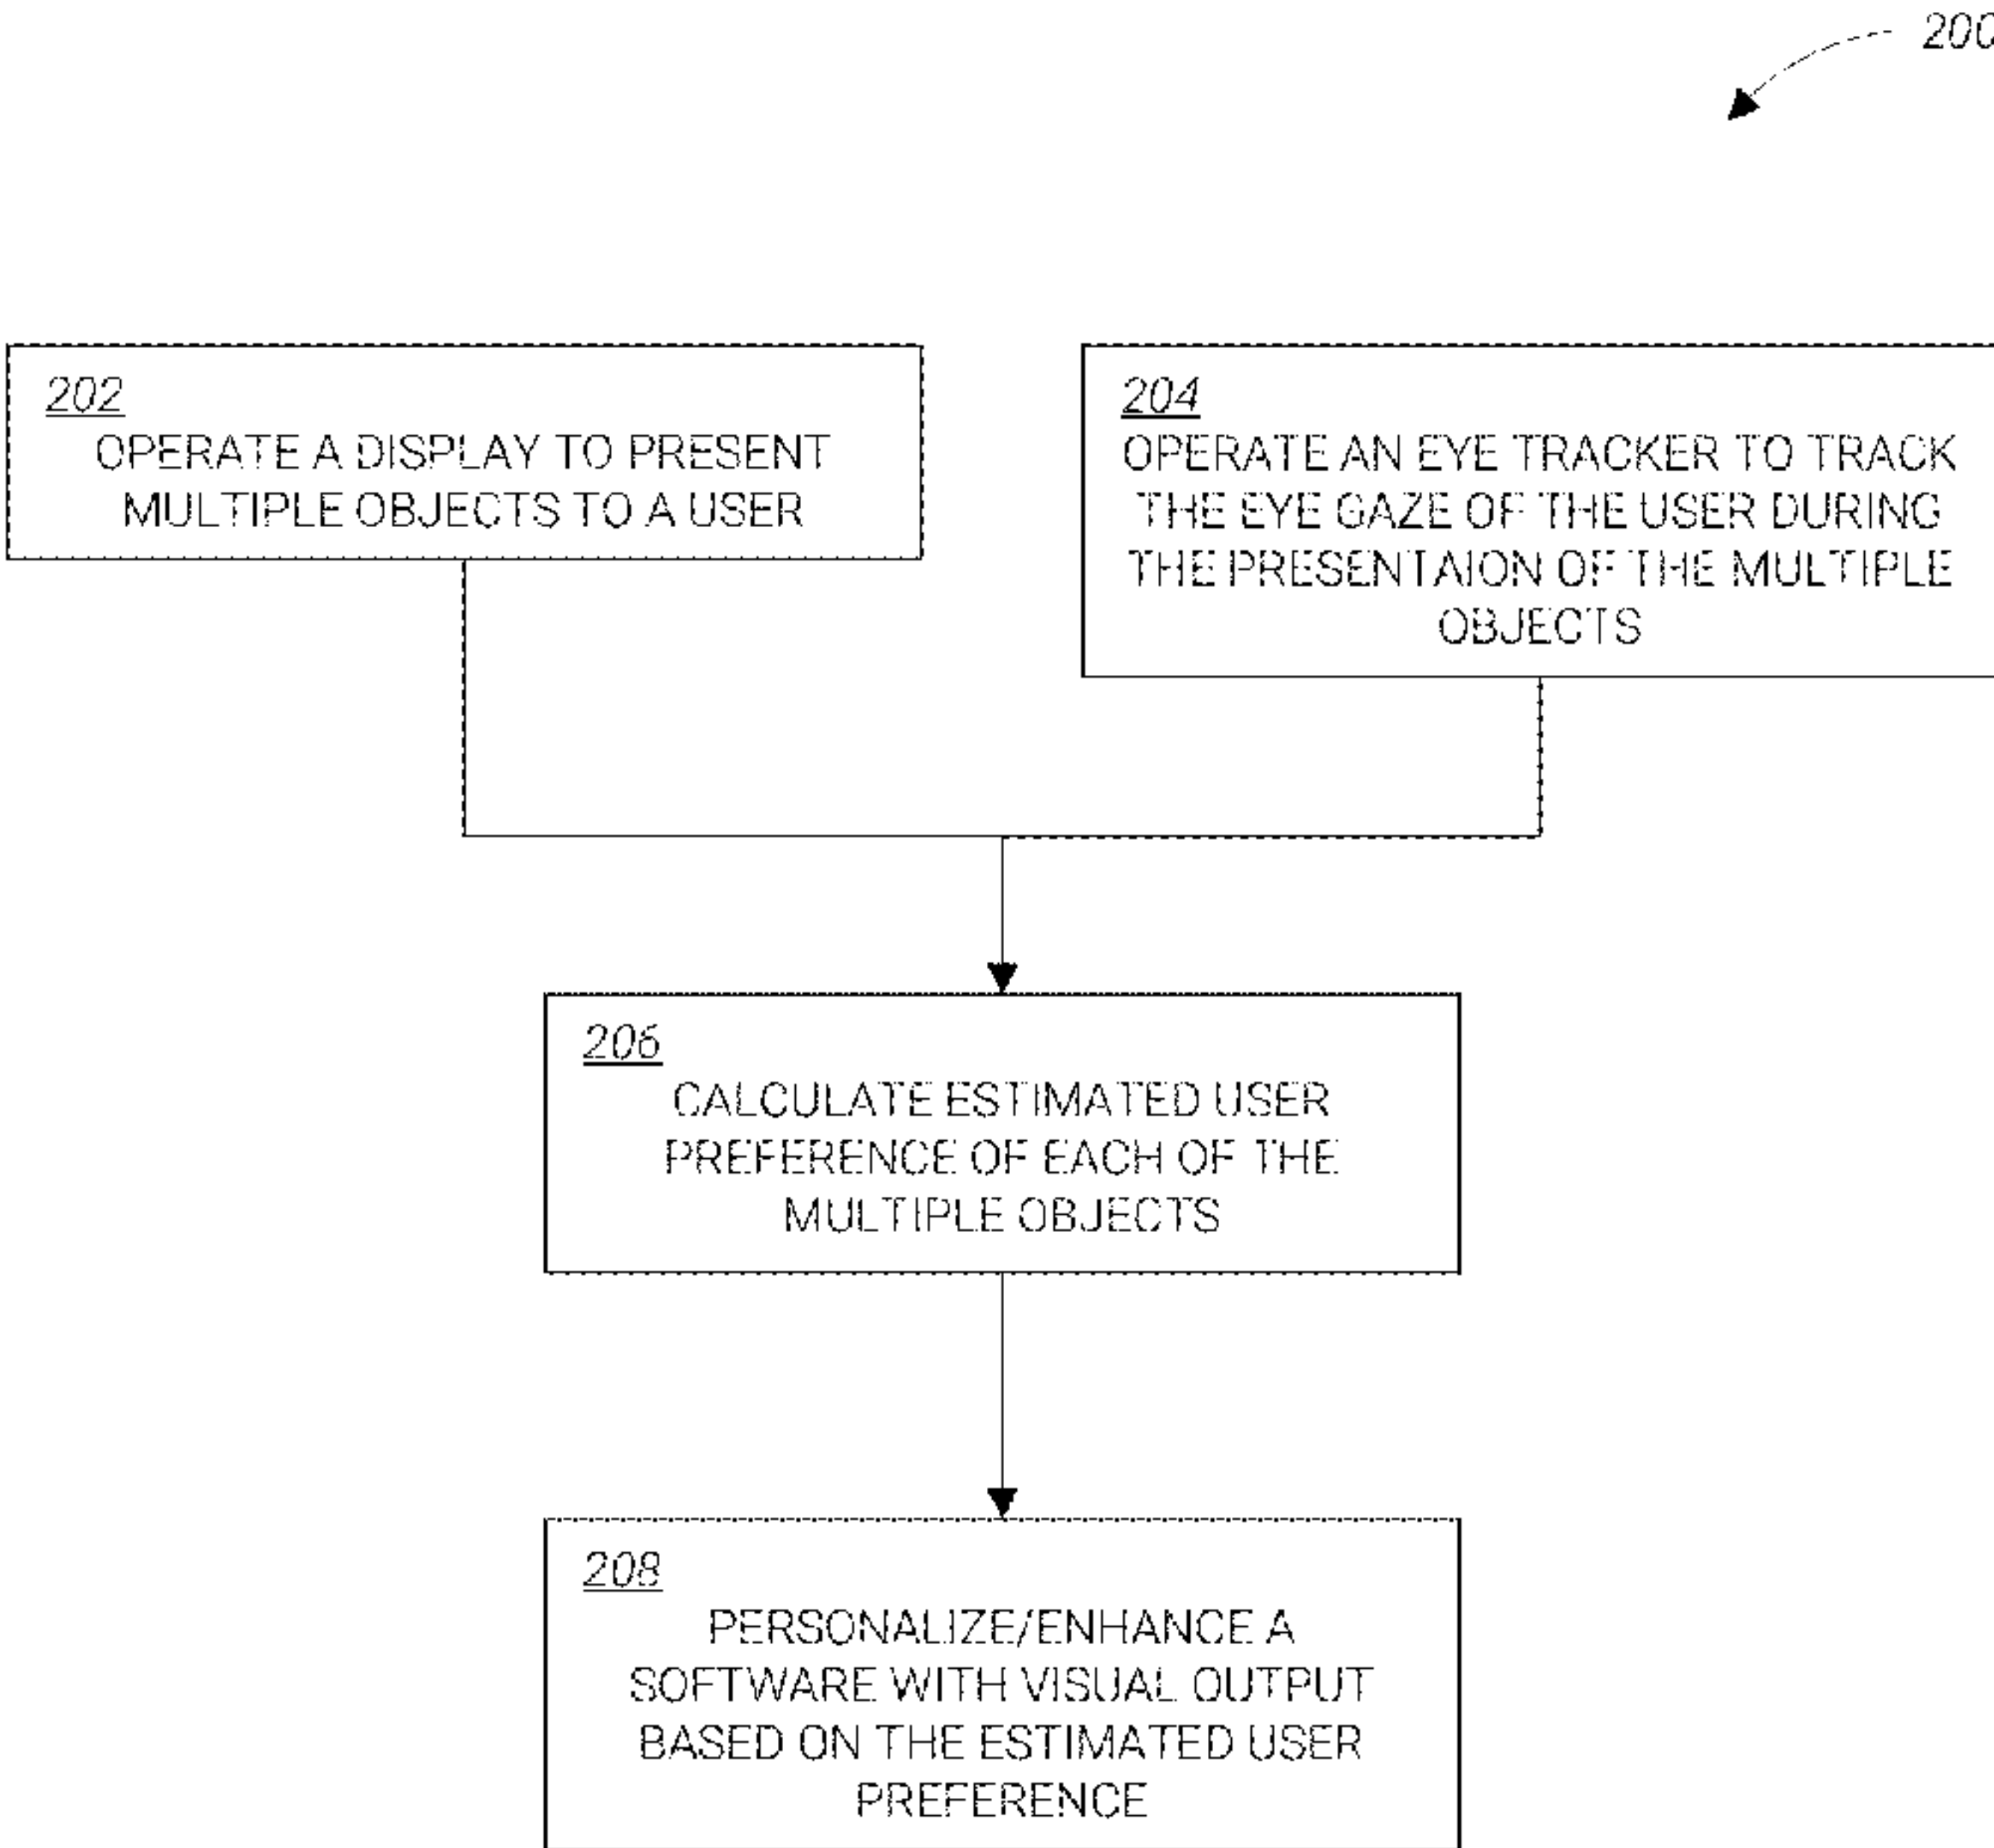 200
202
OPERATE A DISPLAY TO PRESENT
MULTIPLE OBJECTS TO A USER
204
OPERATE AN EYE TRACKER TO TRACK
THE EYE GAZE OF THE USER DURING
THE PRESENTAION OF THE MULTIPLE
OBJECTS
206
CALCULATE ESTIMATED USER
PREFERENCE OF EACH OF THE
MULTIPLE OBJECTS
208
PERSONALIZE/ENHANCE A
SOFTWARE WITH VISUAL OUTPUT
BASED ON THE ESTIMATED USER
PREFERENCE